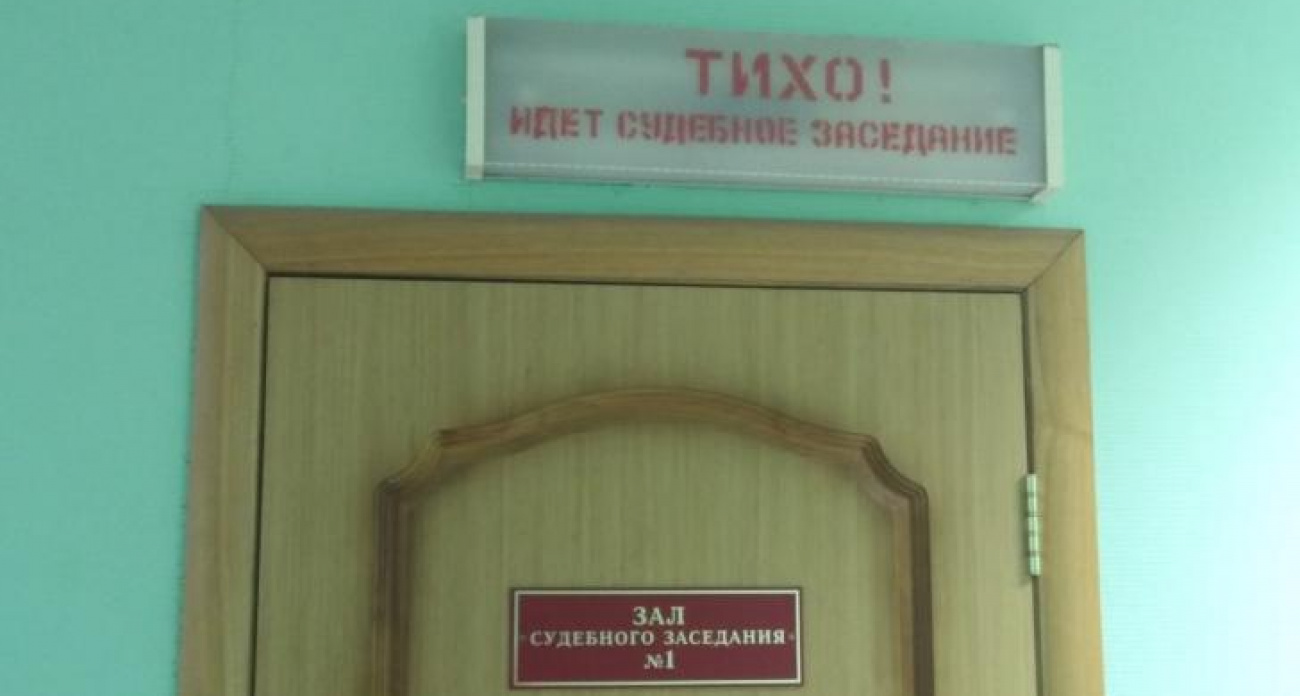 ТИХО!
ИДЕТ СУДЕБНОЕ ЗАСЕДАНИЕ
ЗАЛ
СУДЕБНОГО ЗАСЕДАНИЯ
№1